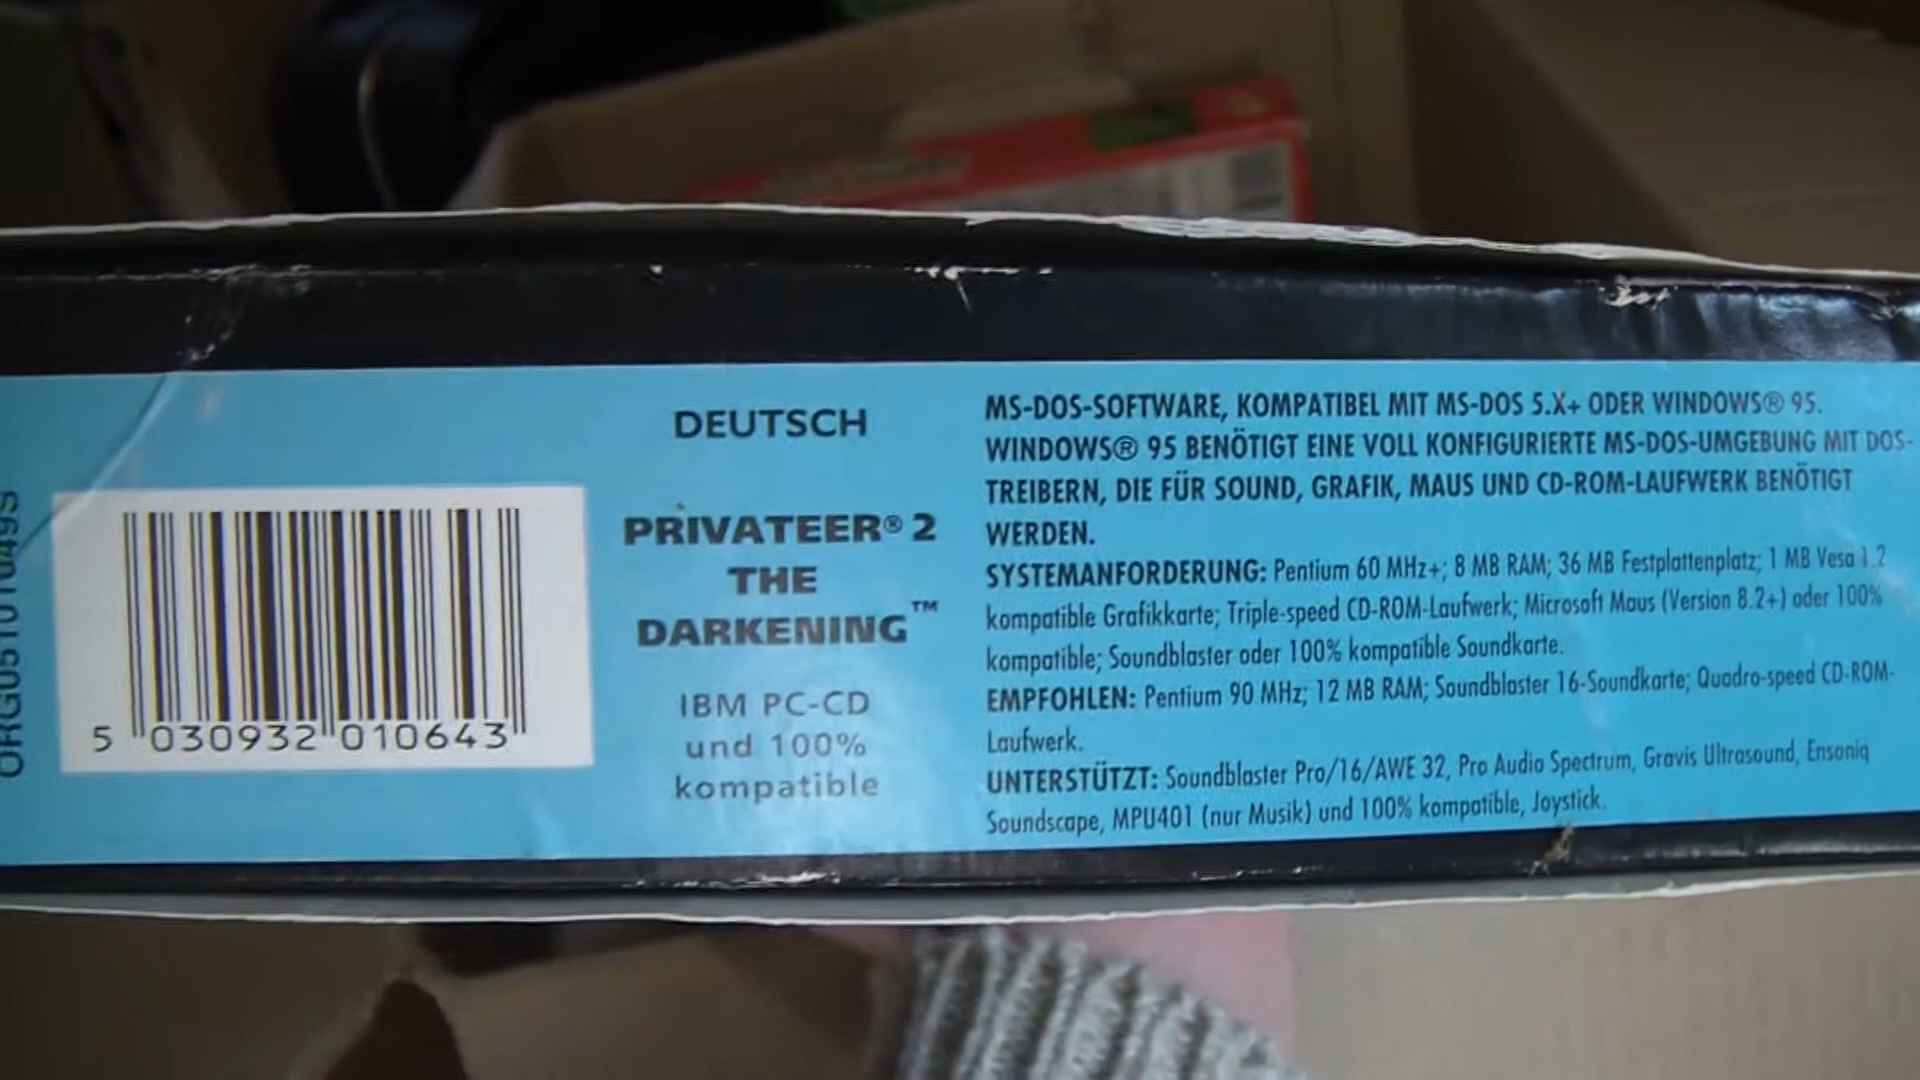 ORGU5101049S
5 030932 010643
DEUTSCH
PRIVATEER® 2
THE
DARKENING™
IBM PC-CD
und 100%
kompatible
MS-DOS-SOFTWARE, KOMPATIBEL MIT MS-DOS 5.X+ ODER WINDOWS® 95.
WINDOWS® 95 BENÖTIGT EINE VOLL KONFIGURIERTE MS-DOS-UMGEBUNG MIT DOS-
TREIBERN, DIE FÜR SOUND, GRAFIK, MAUS UND CD-ROM-LAUFWERK BENÖTIGT
WERDEN.
SYSTEMANFORDERUNG: Pentium 60 MHz+; 8 MB RAM; 36 MB Festplattenplatz; 1 MB Vesa 1.2
kompatible Grafikkarte; Triple-speed CD-ROM-Laufwerk; Microsoft Maus (Version 8.2+) oder 100%
kompatible; Soundblaster oder 100% kompatible Soundkarte.
EMPFOHLEN: Pentium 90 MHz; 12 MB RAM; Soundblaster 16-Soundkarte; Quadro-speed CD-ROM-
Laufwerk.
UNTERSTÜTZT: Soundblaster Pro/16/AWE 32, Pro Audio Spectrum, Gravis Ultrasound, Ensoniq
Soundscape, MPU401 (nur Musik) und 100% kompatible, Joystick.